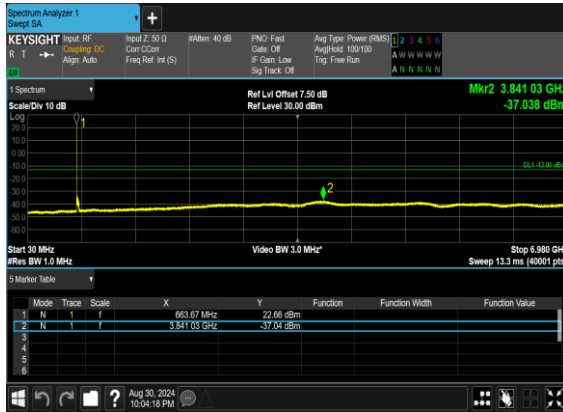 Spectrum Analyzer 1
Swept SA
+
KEYSIGHT Input: RF Input Z: 50 Ω #Atten: 40 dB PNO: Fast Avg Type: Power (RMS) 1 2 3 4 5 6
R T Coupling: DC Corr CCorr Gate: Off Avg|Hold: 100/100 A W W W W W
Align: Auto Freq Ref: Int (S) IF Gain: Low Trig: Free Run
Sig Track: Off A N N N N N
1 Spectrum
Scale/Div 10 dB
Ref Lvl Offset 7.50 dB
Ref Level 30.00 dBm
Mkr2 3.841 03 GHz
-37.038 dBm
Log
20.0
10.0
0.00
-10.0
-20.0
-30.0
-40.0
-50.0
-60.0
1
2
DL1 -13.00 dBm
Start 30 MHz Video BW 3.0 MHz* Stop 6.980 GHz
#Res BW 1.0 MHz Sweep 13.3 ms (40001 pts)
5 Marker Table
Mode Trace Scale X Y Function Function Width Function Value
1 N 1 f 663.67 MHz 22.66 dBm
2 N 1 f 3.841 03 GHz -37.04 dBm
3
4
5
6
? Aug 30, 2024
10:04:18 PM